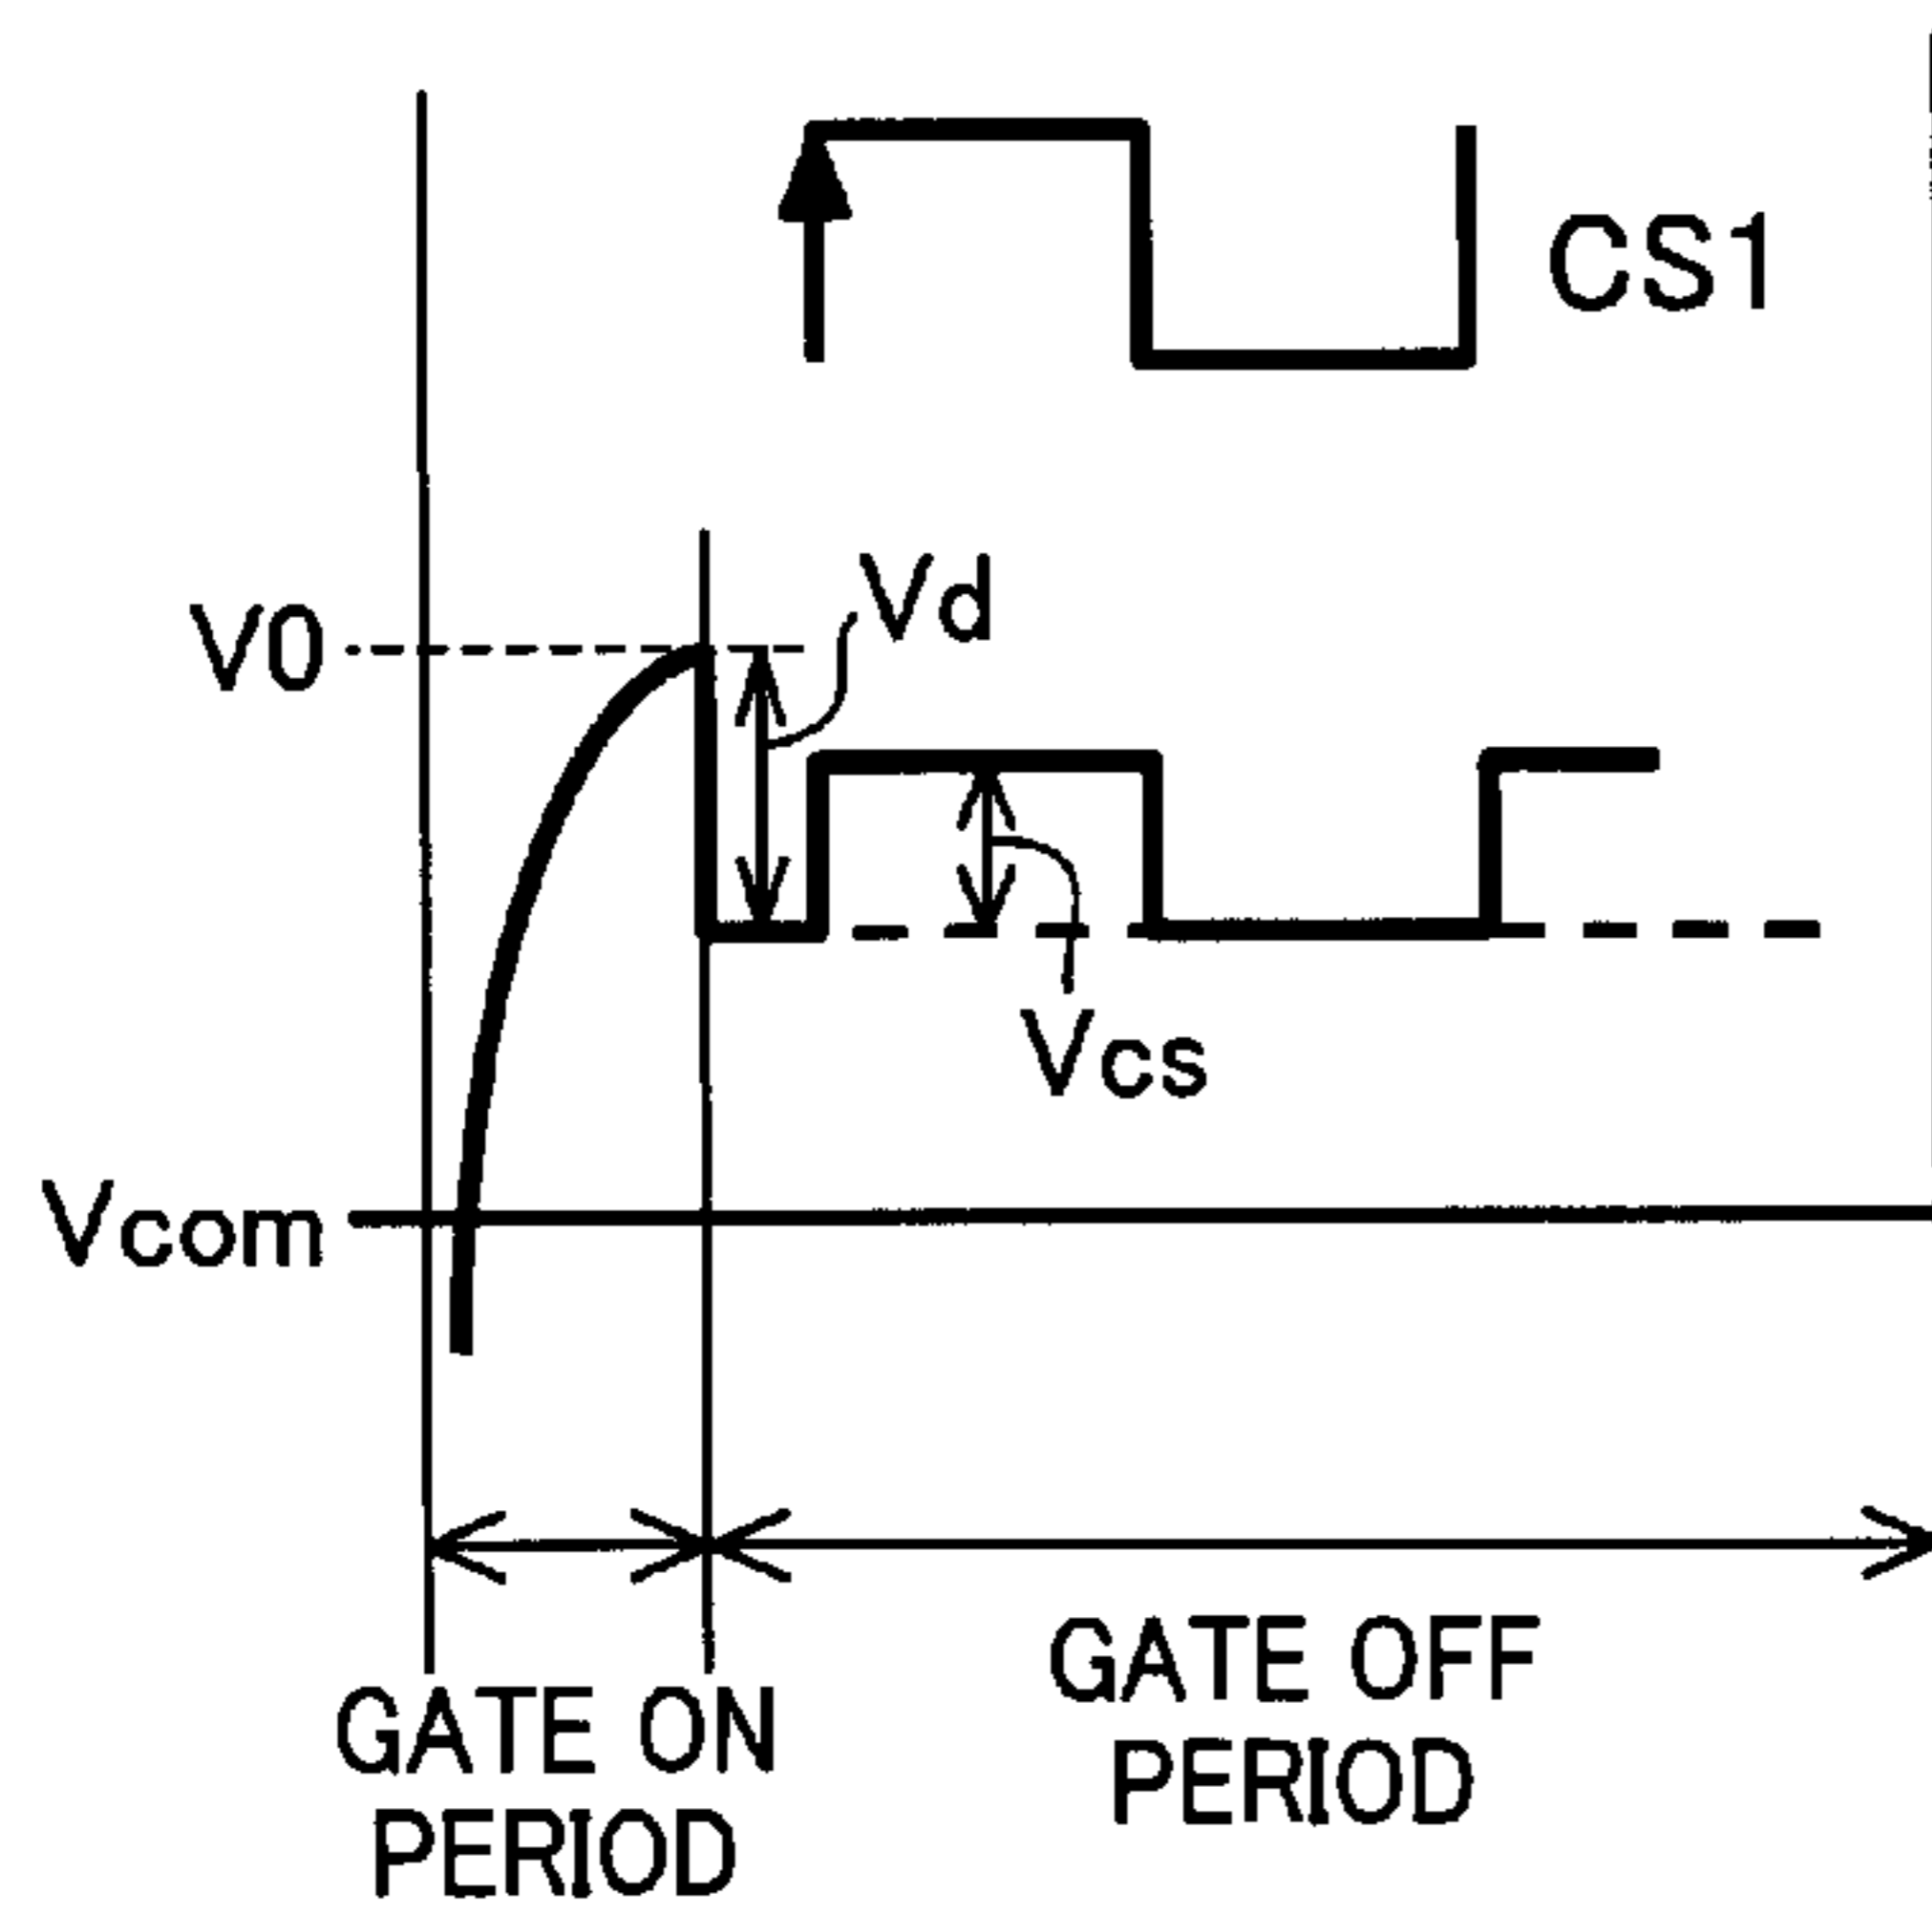 CS1
Vd
V0
Vcs
Vcom
GATE ON
PERIOD
GATE OFF
PERIOD